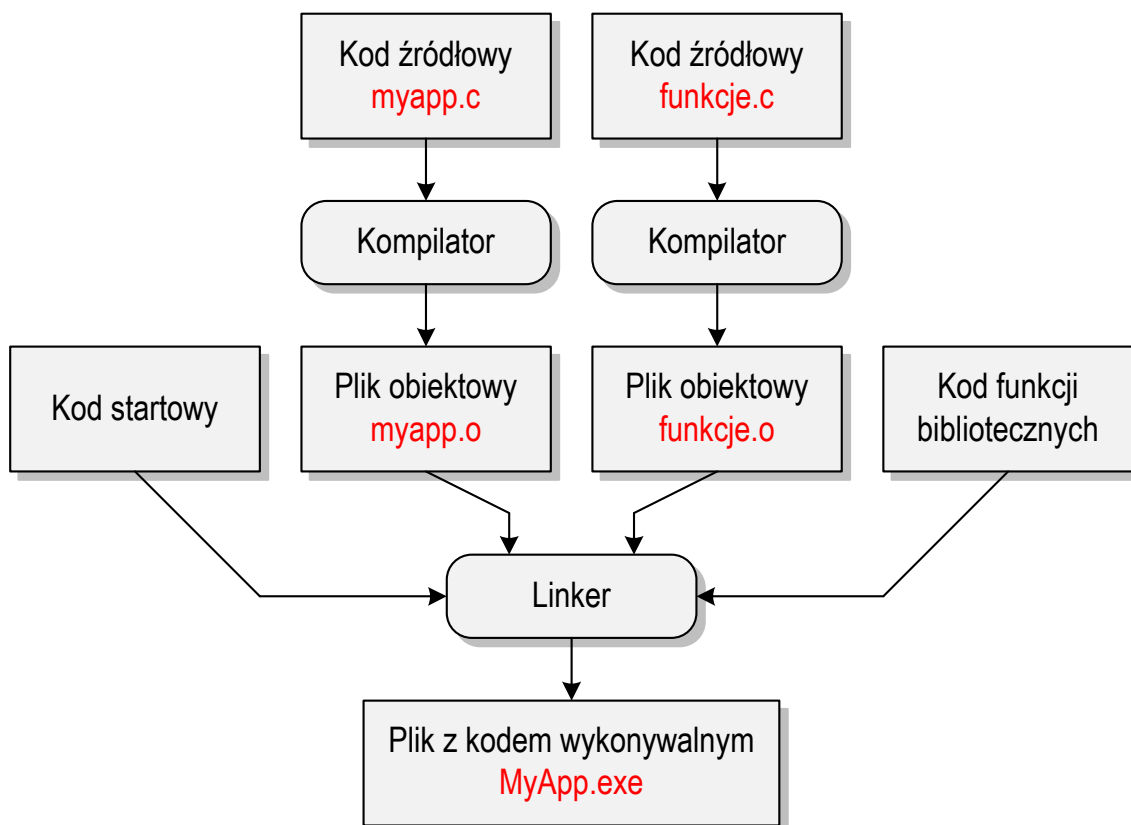 Kod źródłowy
myapp.c
Kod źródłowy
funkcje.c
Kompilator
Kompilator
Kod startowy
Plik obiektowy
myapp.o
Plik obiektowy
funkcje.o
Kod funkcji
bibliotecznych
Linker
Plik z kodem wykonywalnym
MyApp.exe